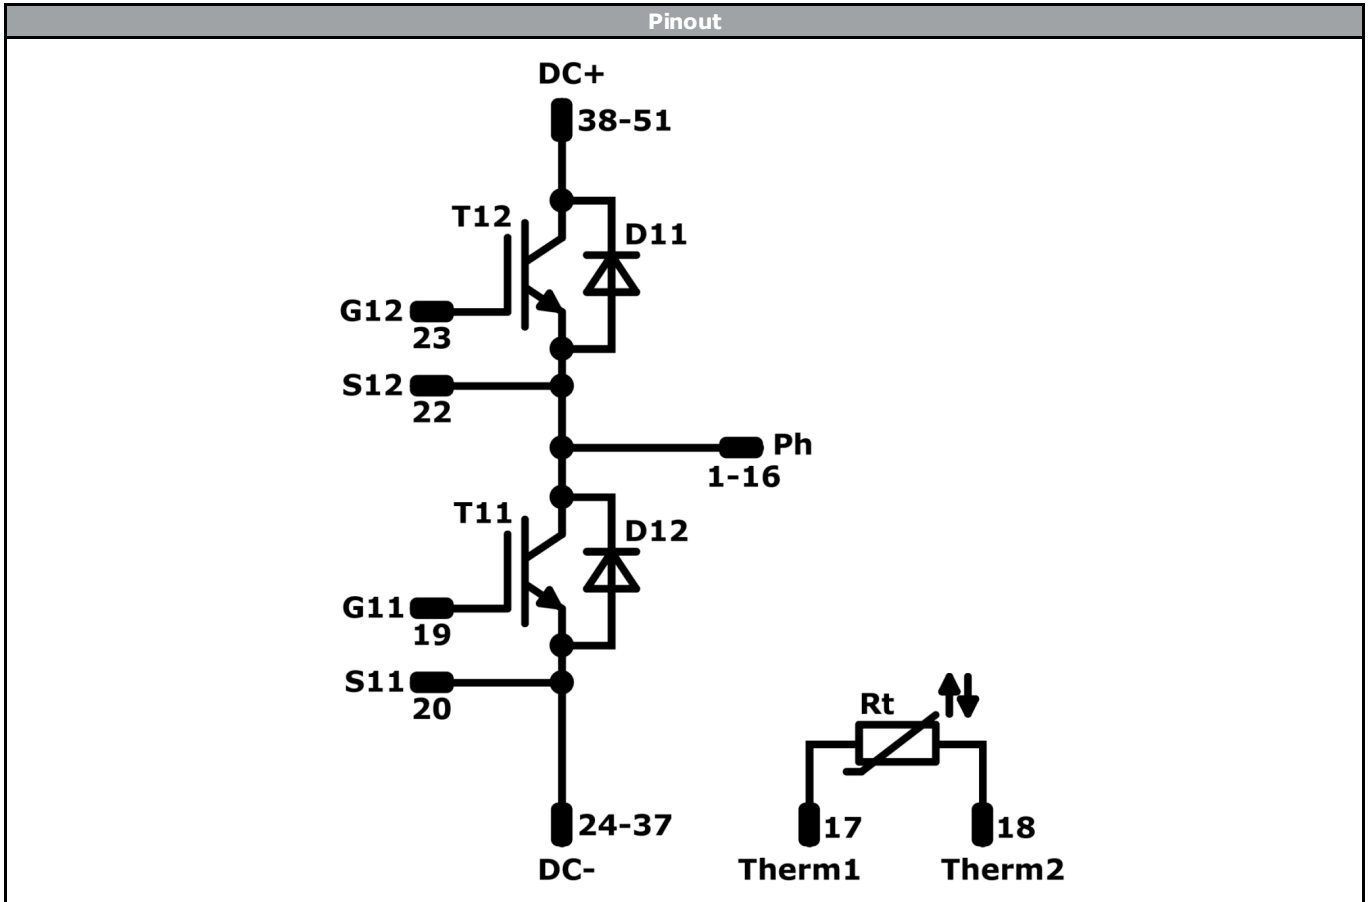 Pinout
DC+
38-51
T12
D11
G12
23
S12
22
Ph
1-16
T11
D12
G11
19
S11
20
Rt
24-37
DC-
17
18
Therm1
Therm2